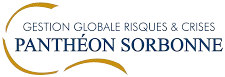 GESTION GLOBALE RISQUES & CRISES
PANTHÉON SORBONNE